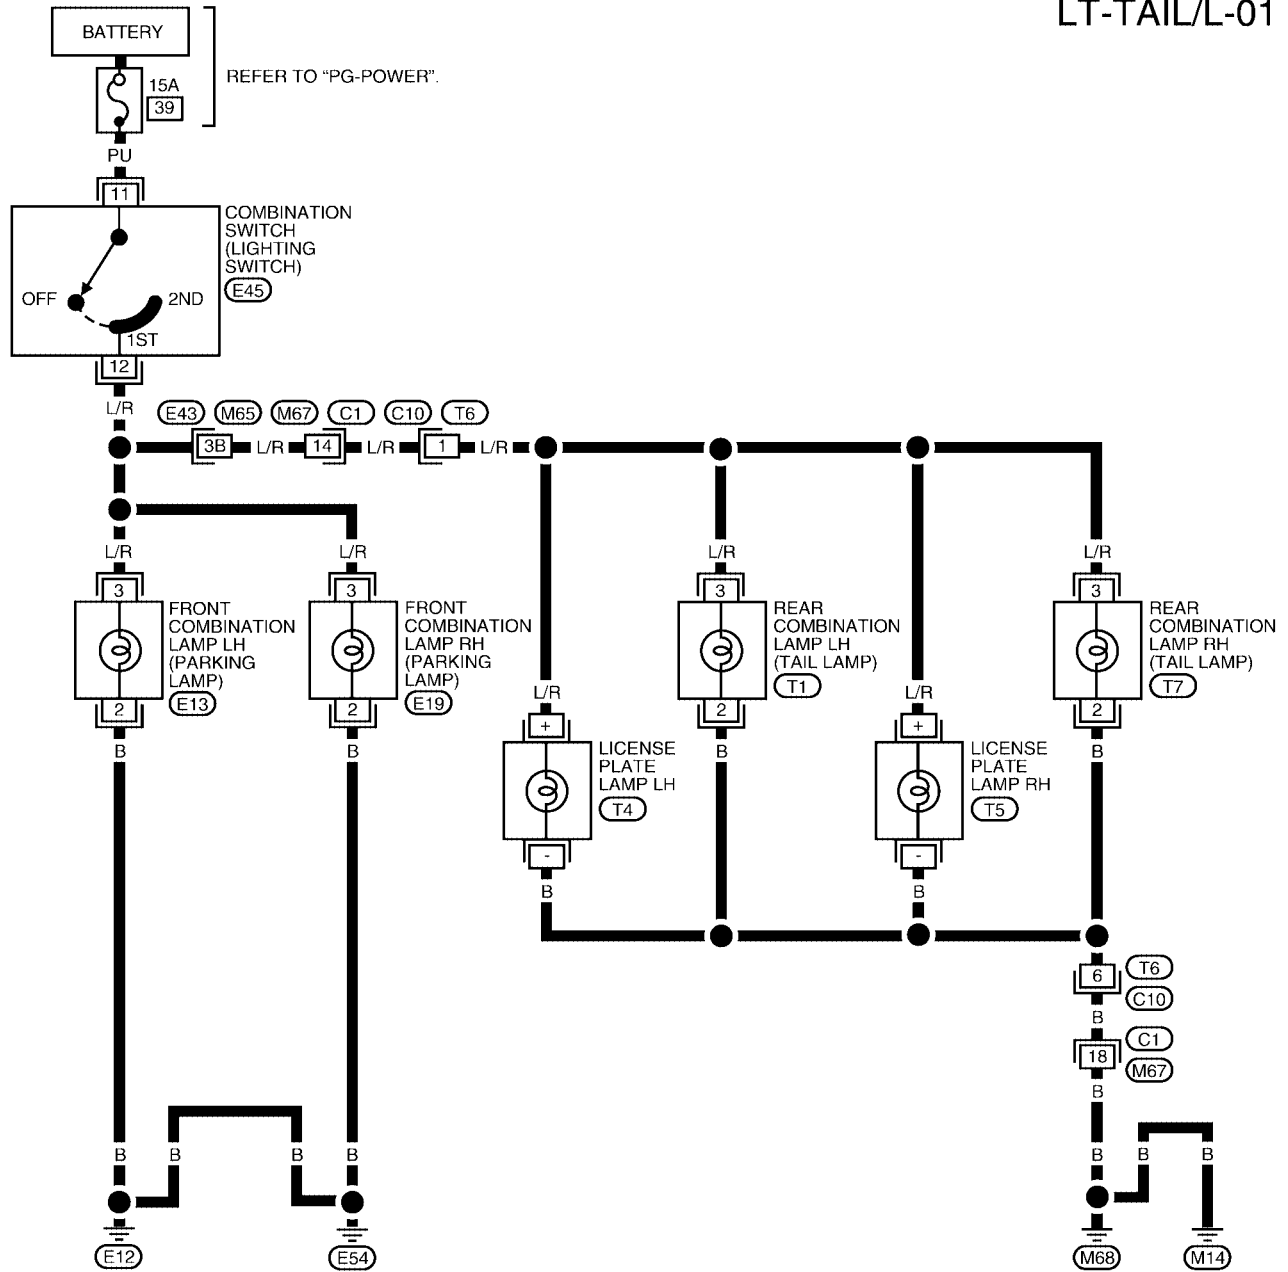 LT-TAIL/L-01
BATTERY
REFER TO “PG-POWER”.
15A
39
PU
11
COMBINATION
SWITCH
(LIGHTING
SWITCH)
E45
OFF
2ND
1ST
12
L/R
E43 M65 M67 C1 C10 T6
3B L/R 14 L/R 1 L/R
L/R L/R L/R L/R
3 3 3 3
FRONT
COMBINATION
LAMP LH
(PARKING
LAMP)
E13
FRONT
COMBINATION
LAMP RH
(PARKING
LAMP)
E19
REAR
COMBINATION
LAMP LH
(TAIL LAMP)
T1
REAR
COMBINATION
LAMP RH
(TAIL LAMP)
T7
L/R L/R
2 2 2 2
+ +
B B B B
LICENSE
PLATE
LAMP LH
T4
LICENSE
PLATE
LAMP RH
T5
- -
B B
6 T6
C10
B
C1
18
M67
B
B B B B B B B
E12 E54 M68 M14